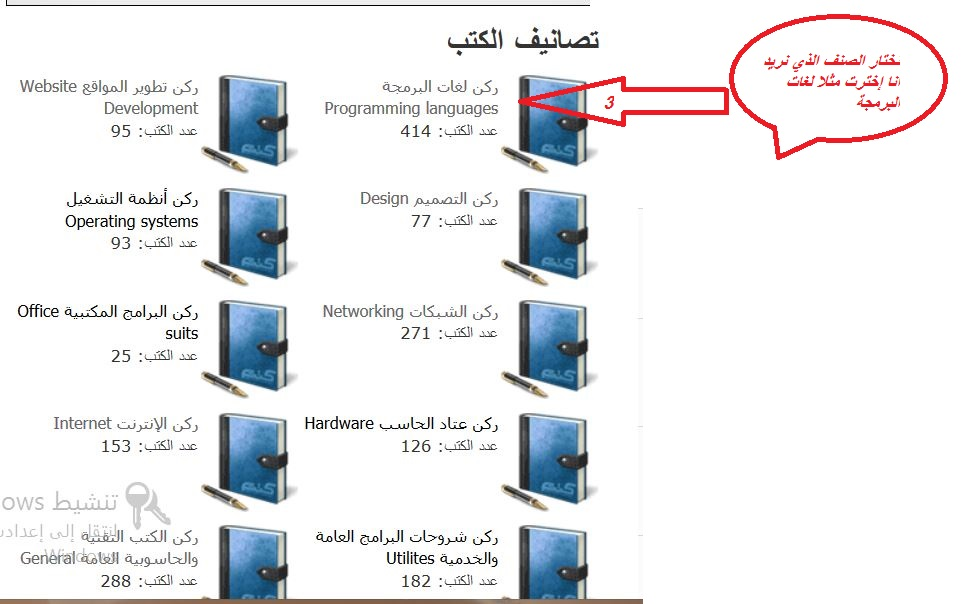 تصانيف الكتب
ركن لغات البرمجة
Programming languages
عدد الكتب: 414
ركن تطوير المواقع Website
Development
عدد الكتب: 95
ركن التصميم Design
عدد الكتب: 77
ركن أنظمة التشغيل
Operating systems
عدد الكتب: 93
ركن الشبكات Networking
عدد الكتب: 271
ركن البرامج المكتبية Office
suits
عدد الكتب: 25
ركن عتاد الحاسب Hardware
عدد الكتب: 126
ركن الإنترنت Internet
عدد الكتب: 153
ركن شروحات البرامج العامة
والخدمية Utilites
عدد الكتب: 182
ركن الكتب التقنية
والحاسوبية العامة General
عدد الكتب: 288
3
نختار الصنف الذي نريد
انا إخترت مثلا لغات
البرمجة
تنشيط dows
انتقل إلى إعدادات
Windows